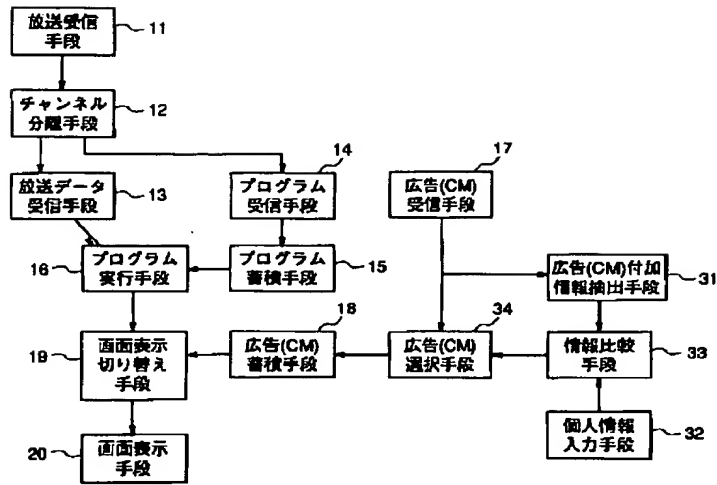 放送受信
手段
11
チャンネル
分離手段
12
放送データ
受信手段
13
プログラム
受信手段
14
広告(CM)
受信手段
17
プログラム
実行手段
16
プログラム
蓄積手段
15
広告(CM)付加
情報抽出手段
31
画面表示
切り替え
手段
19
広告(CM)
蓄積手段
18
広告(CM)
選択手段
34
情報比較
手段
33
画面表示
手段
20
個人情報
入力手段
32